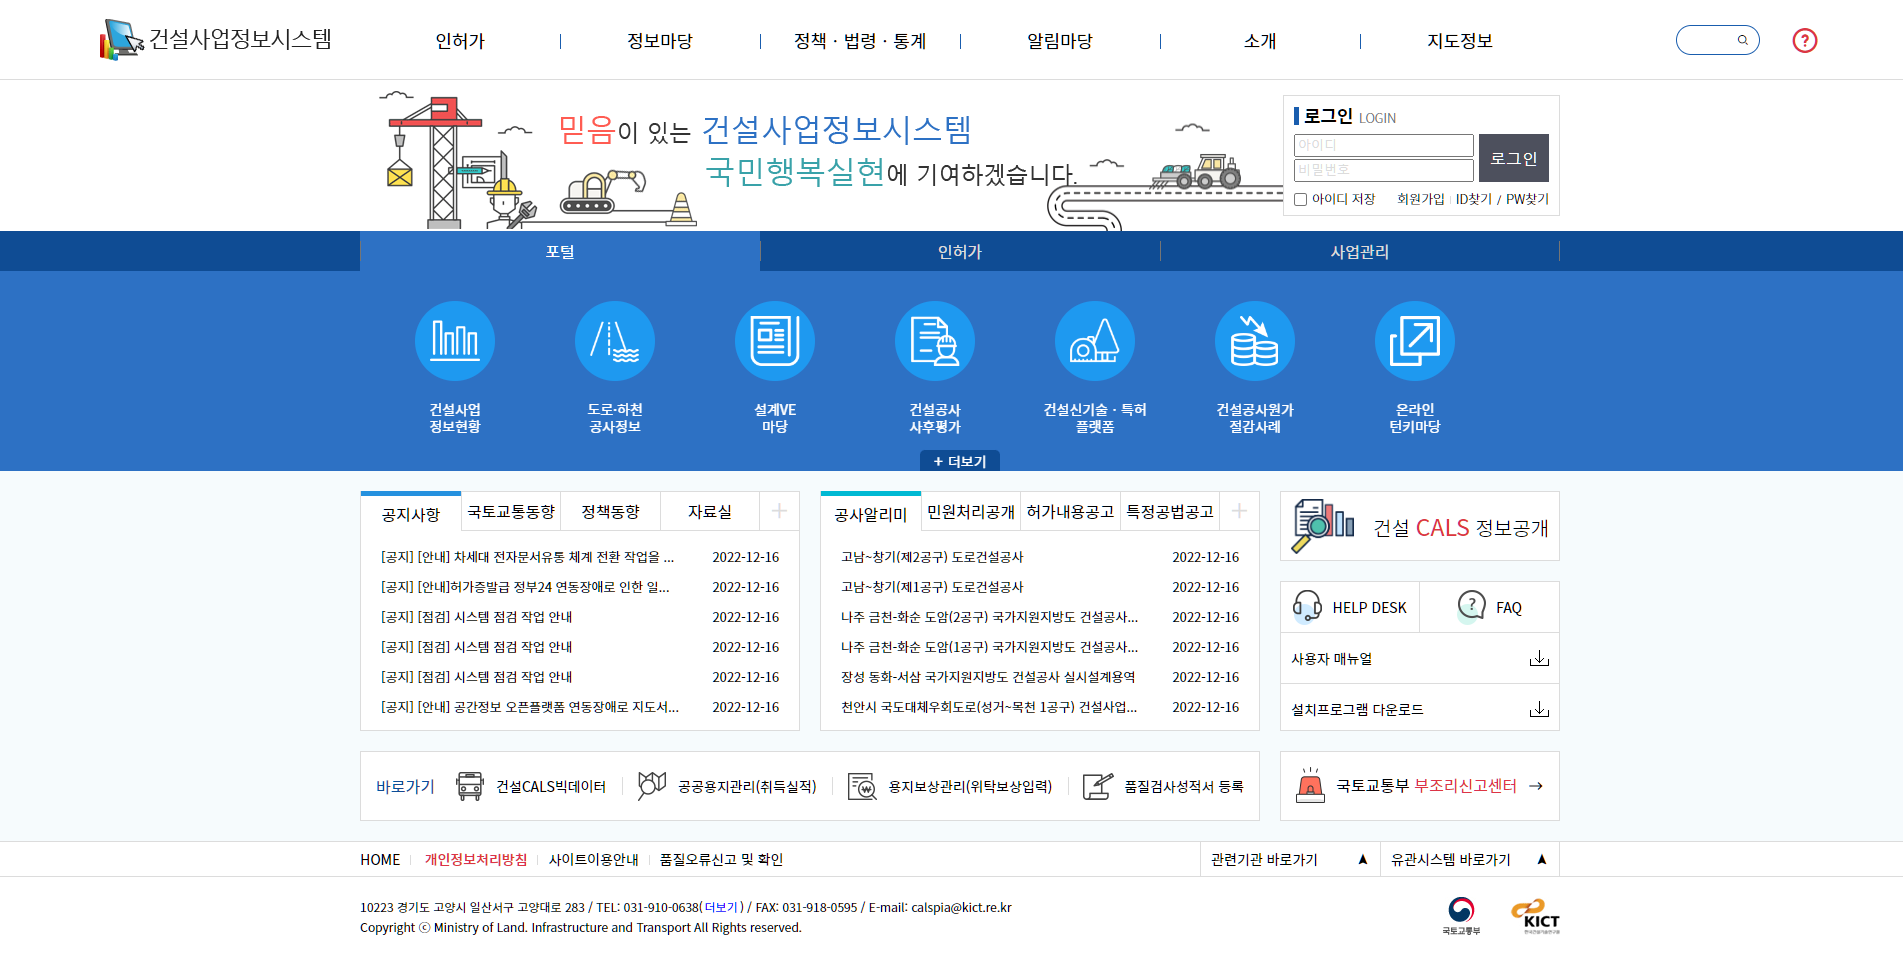 건설사업정보시스템
인허가
정보마당
정책 · 법령 · 통계
알림마당
소개
지도정보
믿음이 있는 건설사업정보시스템
국민행복실현에 기여하겠습니다.
로그인 LOGIN
아이디
비밀번호
로그인
아이디 저장
회원가입
ID찾기 / PW찾기
포털
인허가
사업관리
건설사업
정보현황
도로·하천
공사정보
설계VE
마당
건설공사
사후평가
건설신기술 · 특허
플랫폼
건설공사원가
절감사례
온라인
턴키마당
+ 더보기
공지사항
국토교통동향
정책동향
자료실
[공지] [안내] 차세대 전자문서유통 체계 전환 작업을 ... 2022-12-16
[공지] [안내]허가증발급 정부24 연동장애로 인한 일... 2022-12-16
[공지] [점검] 시스템 점검 작업 안내 2022-12-16
[공지] [점검] 시스템 점검 작업 안내 2022-12-16
[공지] [점검] 시스템 점검 작업 안내 2022-12-16
[공지] [안내] 공간정보 오픈플랫폼 연동장애로 지도서... 2022-12-16
공사알리미
민원처리공개
허가내용공고
특정공법공고
고남~창기(제2공구) 도로건설공사 2022-12-16
고남~창기(제1공구) 도로건설공사 2022-12-16
나주 금천-화순 도암(2공구) 국가지원지방도 건설공사... 2022-12-16
나주 금천-화순 도암(1공구) 국가지원지방도 건설공사... 2022-12-16
장성 동화-서삼 국가지원지방도 건설공사 실시설계용역 2022-12-16
천안시 국도대체우회도로(성거~목천 1공구) 건설사업... 2022-12-16
건설 CALS 정보공개
HELP DESK
FAQ
사용자 매뉴얼
설치프로그램 다운로드
바로가기
건설CALS빅데이터
공공용지관리(취득실적)
용지보상관리(위탁보상입력)
품질검사성적서 등록
국토교통부 부조리신고센터 →
HOME
개인정보처리방침
사이트이용안내
품질오류신고 및 확인
관련기관 바로가기 ▲
유관시스템 바로가기 ▲
10223 경기도 고양시 일산서구 고양대로 283 / TEL: 031-910-0638( 더보기 ) / FAX: 031-918-0595 / E-mail: calspia@kict.re.kr
Copyright ⓒ Ministry of Land. Infrastructure and Transport All Rights reserved.
국토교통부
KICT